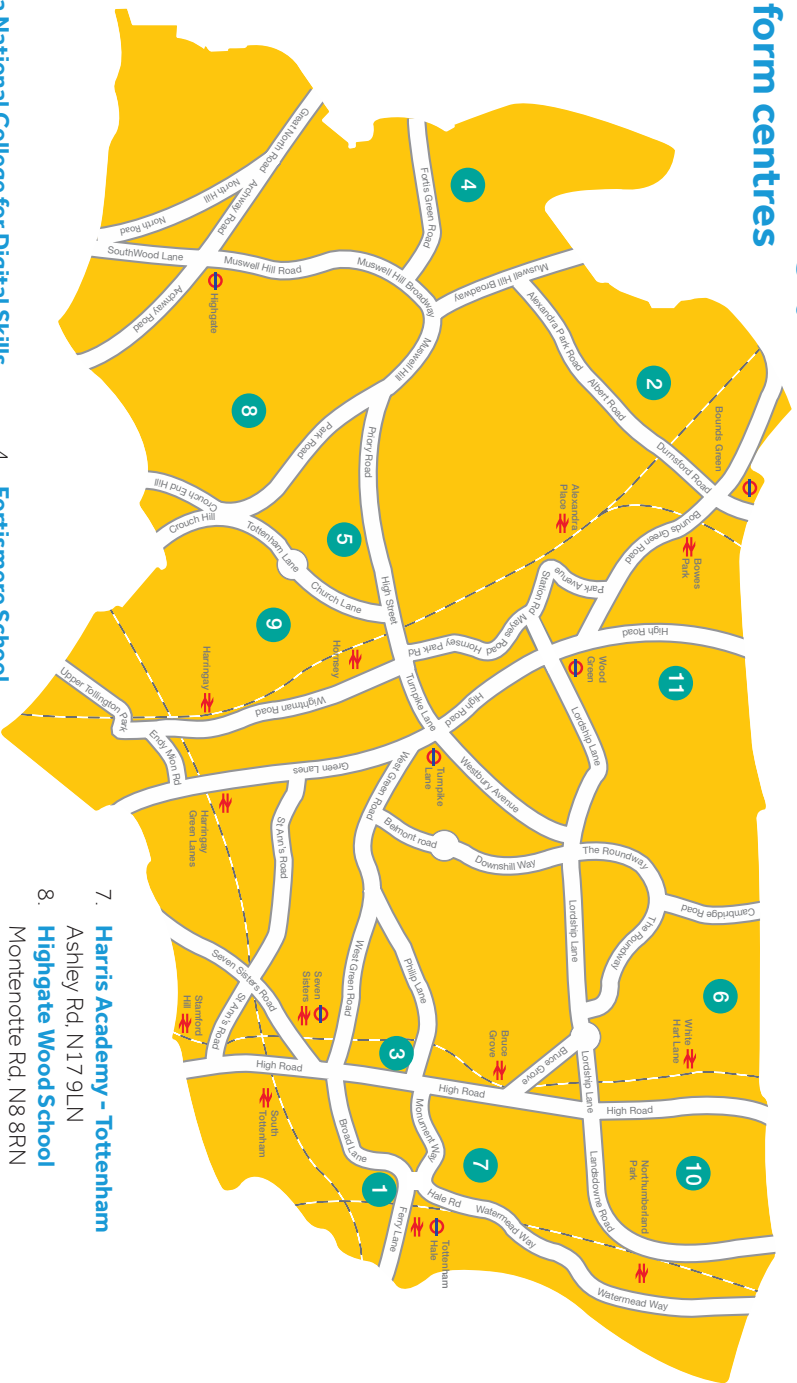 form centres
Great North Road
Archway Road
North Hill
North Road
SouthWood Lane
Archway Road
Highgate
Muswell Hill Road
Muswell Hill Broadway
Fortis Green Road
4
Muswell Hill Broadway
Muswell Hill
Alexandra Park Road
Albert Road
Durnsford Road
2
Bounds Green
Bounds Green Road
Bowes
Park
Alexandra
Place
Park Avenue
Station Rd
Mayes Road
Hornsey Park Rd
High Road
Wood
Green
11
8
Park Road
Priory Road
Crouch End Hill
Crouch Hill
Tottenham Lane
Church Lane
5
High Street
9
Hornsey
Harringay
Wightman Road
Upper Tollington Park
Endy Mion Rd
Green Lanes
Harringay
Green Lanes
Turnpike Lane
High Road
Turnpike
Lane
Westbury Avenue
Lordship Lane
West Green Road
Belmont road
Downshill Way
The Roundway
Cambridge Road
The Roundway
Lordship Lane
St Ann's Road
Seven Sisters Road
St Ann's Road
Stamford
Hill
Seven
Sisters
West Green Road
Philip Lane
3
Bruce
Grove
Bruce Grove
6
White
Hart Lane
Lordship Lane
High Road
High Road
High Road
South
Tottenham
Broad Lane
Monument Way
7
1
Hale Rd
Ferry Lane
Tottenham
Hale
Watermead Way
Landsdowne Road
Northumberland
Park
10
Watermead Way
National College for Digital Skills
4. Fortismere School
7. Harris Academy - Tottenham
Ashley Rd, N17 9LN
8. Highgate Wood School
Montenotte Rd, N8 8RN